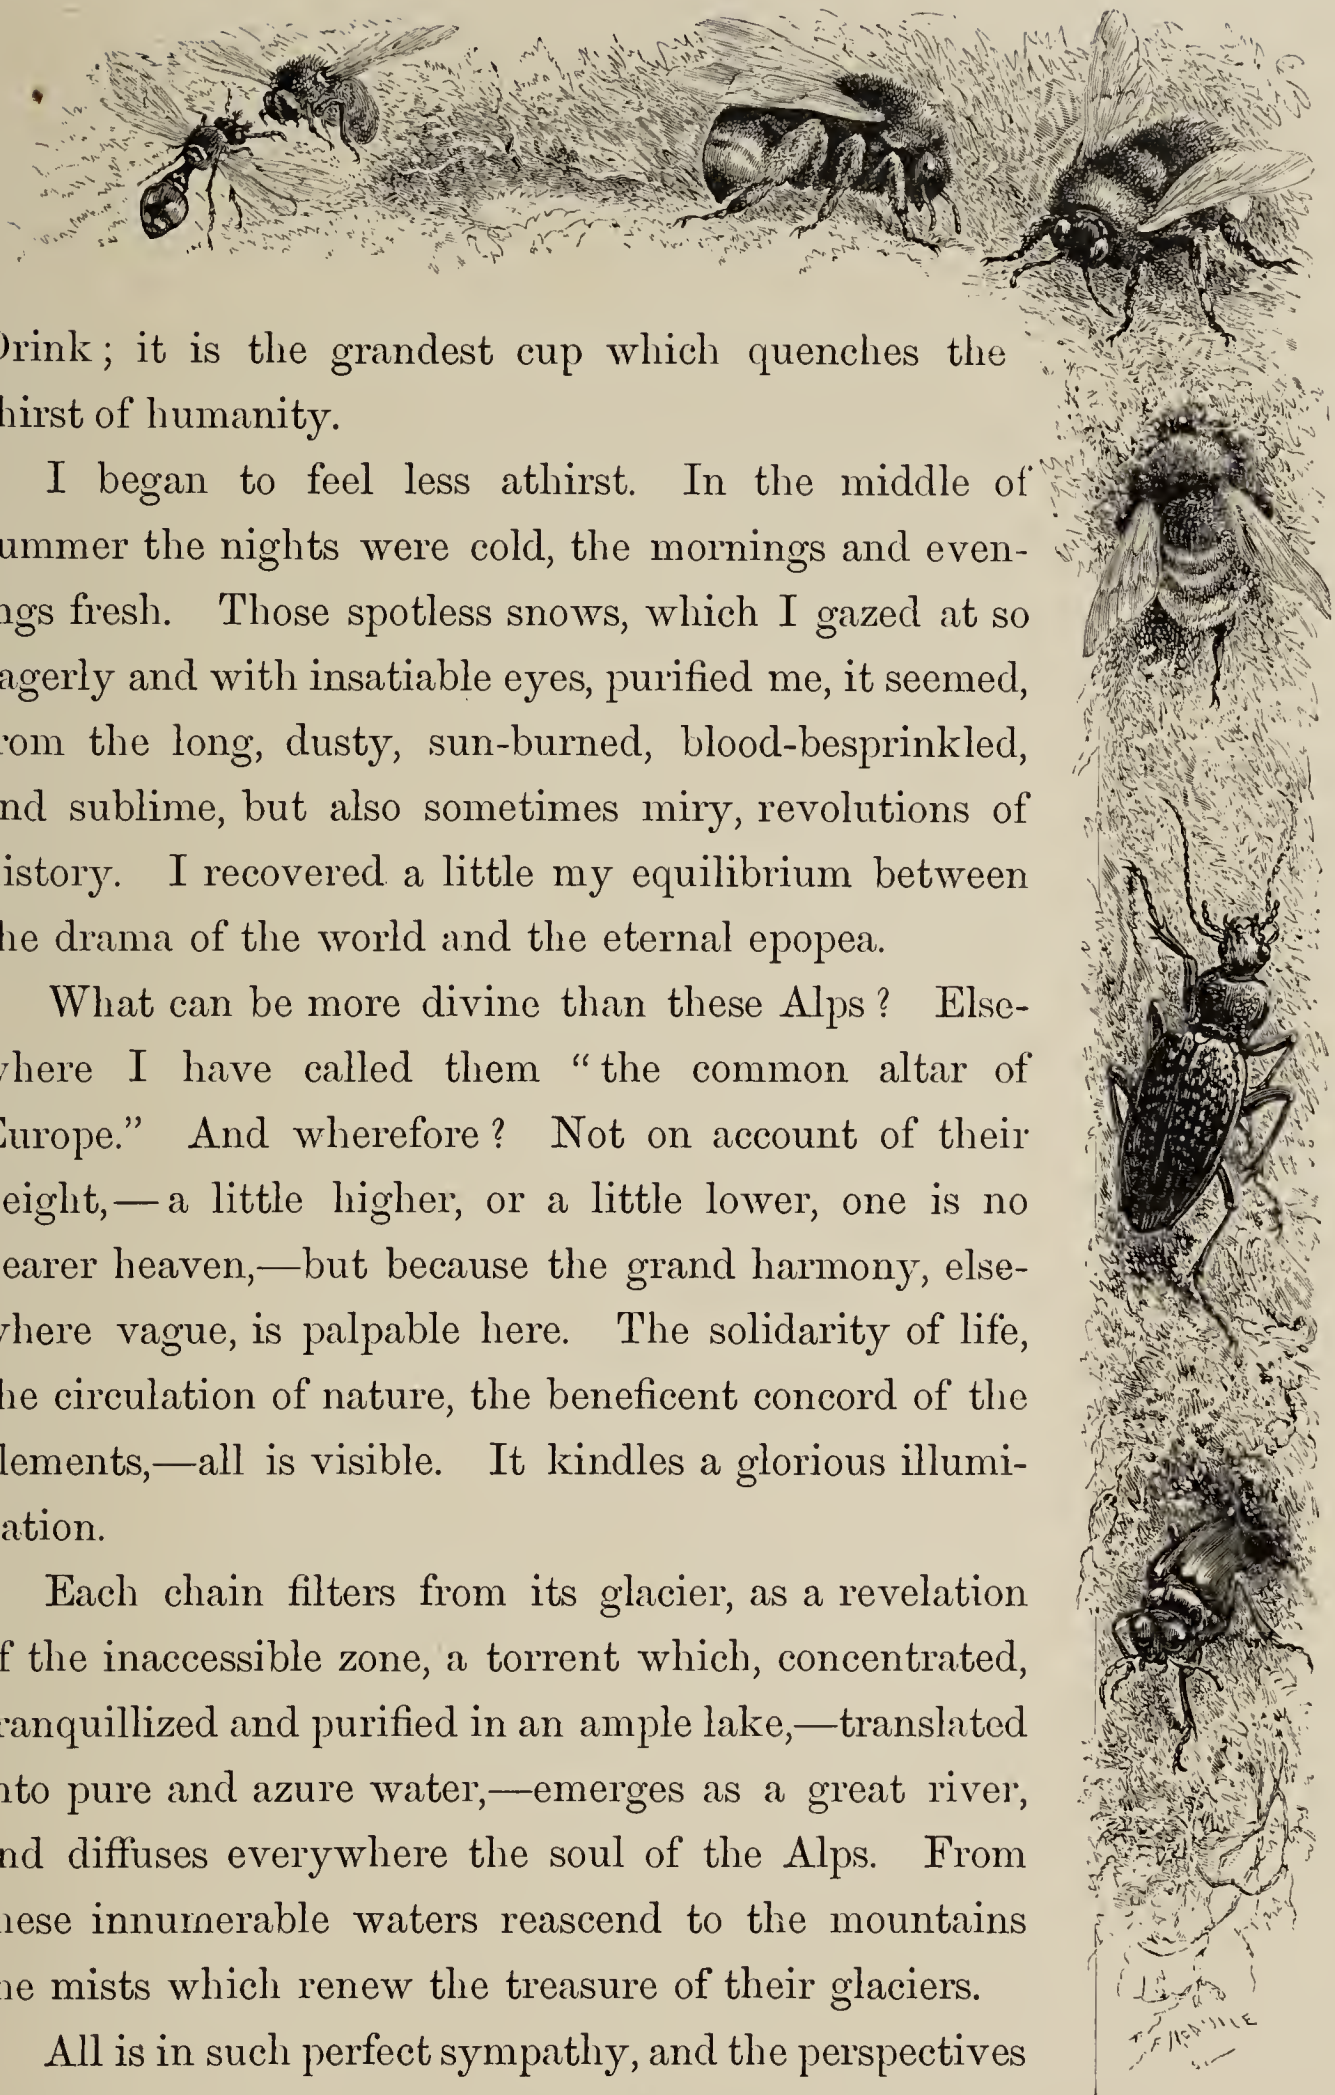 Drink ; it is the grandest cup which quenches the
hirst of humanity.
I began to feel less athirst. In the middle of
ummer the nights were cold, the mornings and even-
ngs fresh. Those spotless snows, which I gazed at so
agerly and with insatiable eyes, purified me, it seemed,
rom the long, dusty, sun-burned, blood-besprinkled,
nd sublime, but also sometimes miry, revolutions of
istory. I recovered a little my equilibrium between
he drama of the world and the eternal epopea.
What can be more divine than these Alps ? Else-
where I have called them “ the common altar of
Europe.” And wherefore ? Not on account of their
eight,—a little higher, or a little lower, one is no
earer heaven,—but because the grand harmony, else-
where vague, is palpable here. The solidarity of life,
he circulation of nature, the beneficent concord of the
lements,—all is visible. It kindles a glorious illumi-
ation.
Each chain filters from its glacier, as a revelation
f the inaccessible zone, a torrent which, concentrated,
ranquillized and purified in an ample lake,—translated
nto pure and azure water,—emerges as a great river,
nd diffuses everywhere the soul of the Alps. From
hese innumerable waters reascend to the mountains
he mists which renew the treasure of their glaciers.
All is in such perfect sympathy, and the perspectives